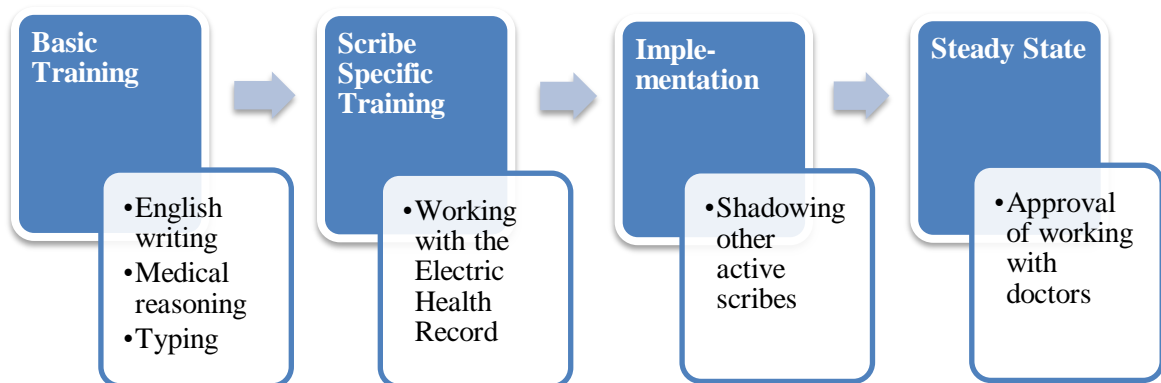 Basic
Training
•English
writing
•Medical
reasoning
•Typing
Scribe
Specific
Training
•Working
with the
Electric
Health
Record
Imple-
mentation
•Shadowing
other
active
scribes
Steady State
•Approval
of working
with
doctors